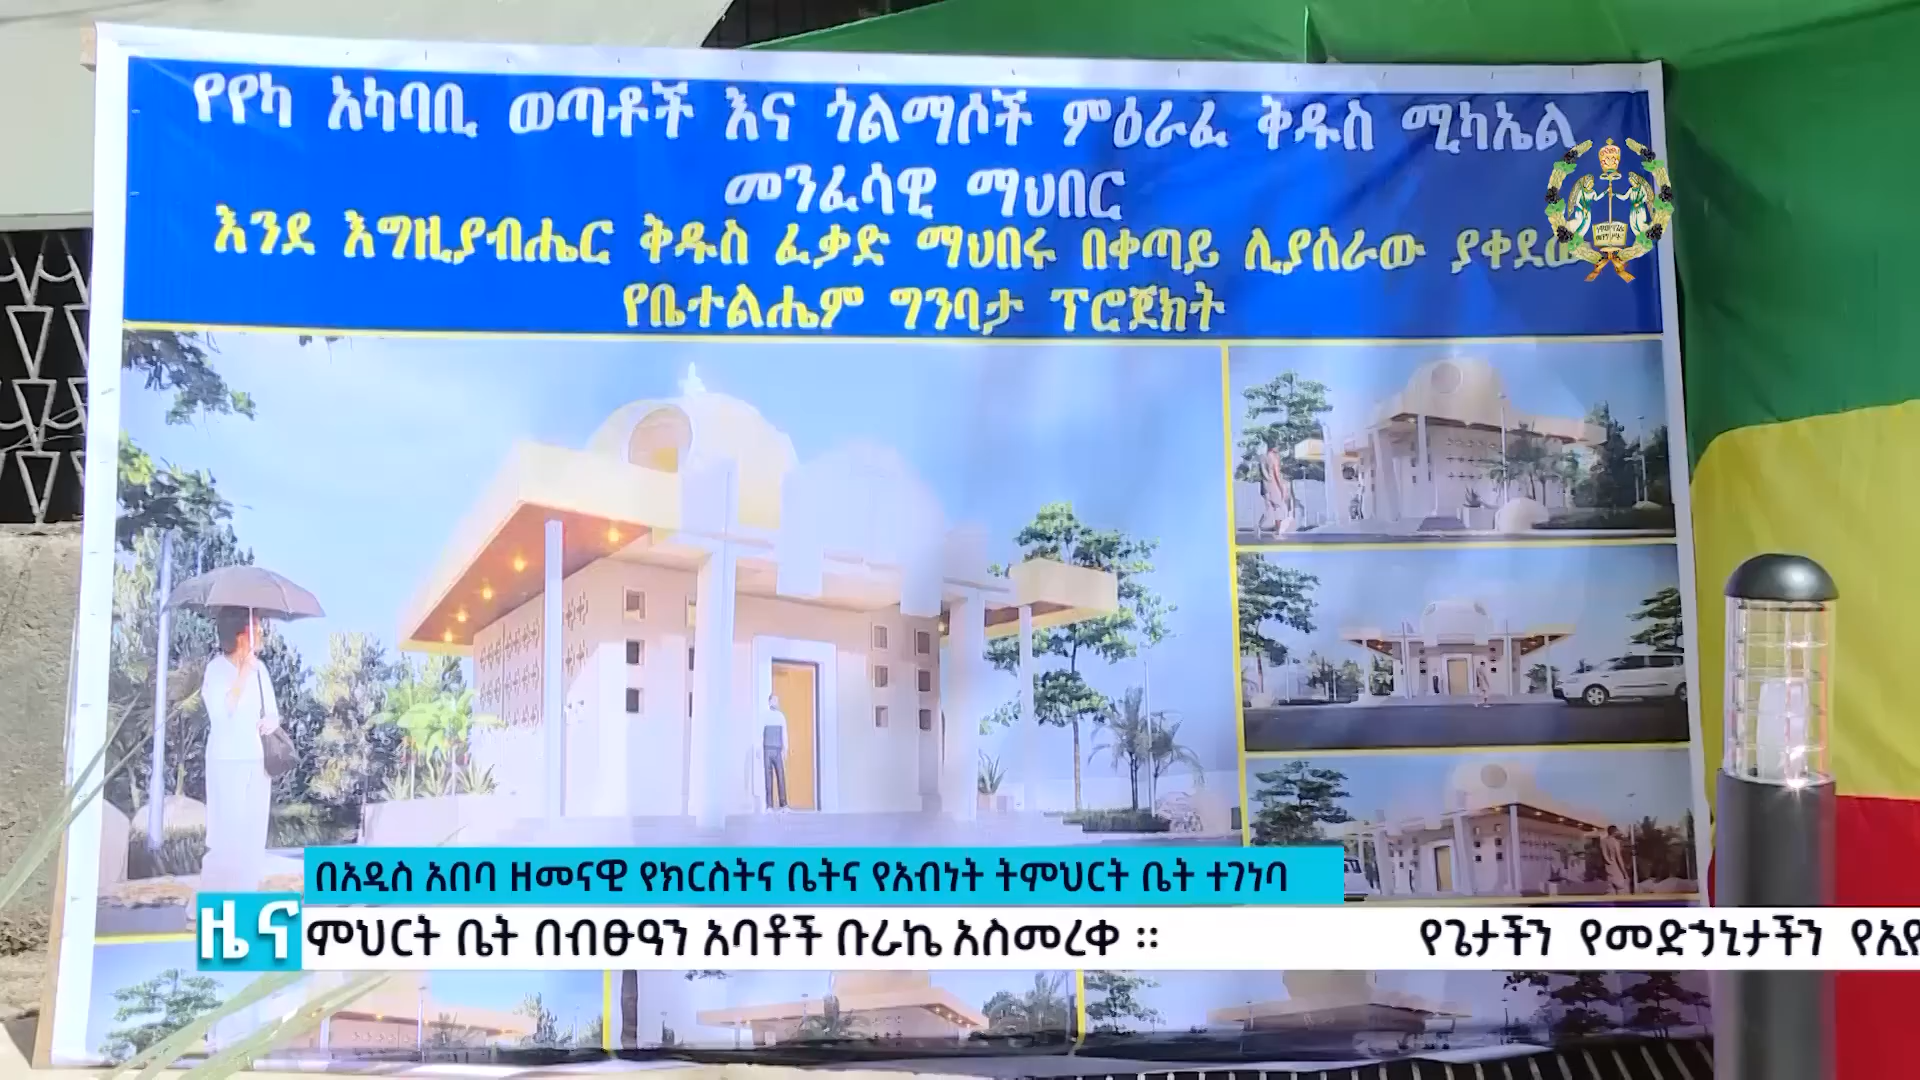 የየካ አካባቢ ወጣቶች እና ጎልማሶች ምዕራፈ ቅዱስ ሚካኤል
መንፈሳዊ ማህበር
እንደ እግዚያብሔር ቅዱስ ፈቃድ ማህበሩ በቀጣይ ሊያሰራው ያቀደው
የቤተልሔም ግንባታ ፕሮጀክት
በአዲስ አበባ ዘመናዊ የክርስትና ቤትና የአብነት ትምህርት ቤት ተገነባ
ዜና
ምህርት ቤት በብፁዓን አባቶች ቡራኬ አስመረቀ ። የጌታችን የመድኃኒታችን